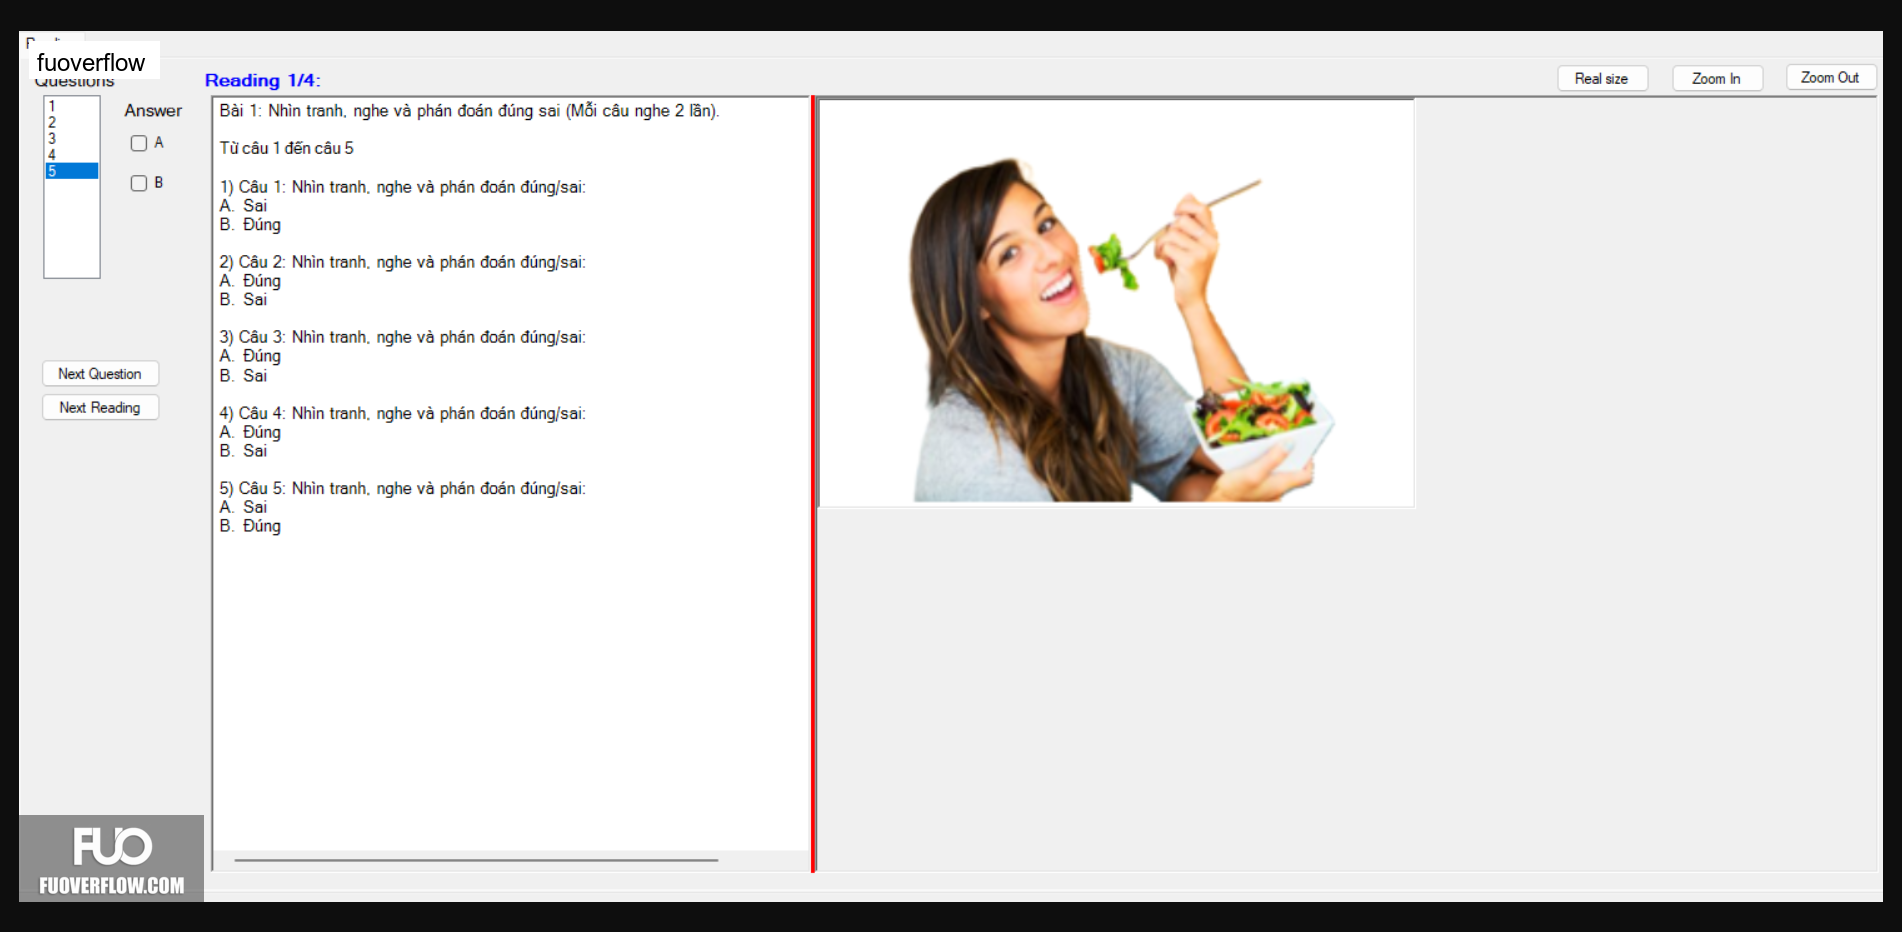 fuoverflow
Questions
Reading 1/4:
Real size
Zoom In
Zoom Out
1
2
3
4
5
Answer
A
B
Next Question
Next Reading
Bài 1: Nhìn tranh, nghe và phán đoán đúng sai (Mỗi câu nghe 2 lần).
Từ câu 1 đến câu 5
1) Câu 1: Nhìn tranh, nghe và phán đoán đúng/sai:
A. Sai
B. Đúng
2) Câu 2: Nhìn tranh, nghe và phán đoán đúng/sai:
A. Đúng
B. Sai
3) Câu 3: Nhìn tranh, nghe và phán đoán đúng/sai:
A. Đúng
B. Sai
4) Câu 4: Nhìn tranh, nghe và phán đoán đúng/sai:
A. Đúng
B. Sai
5) Câu 5: Nhìn tranh, nghe và phán đoán đúng/sai:
A. Sai
B. Đúng
FUO
FUOVERFLOW.COM